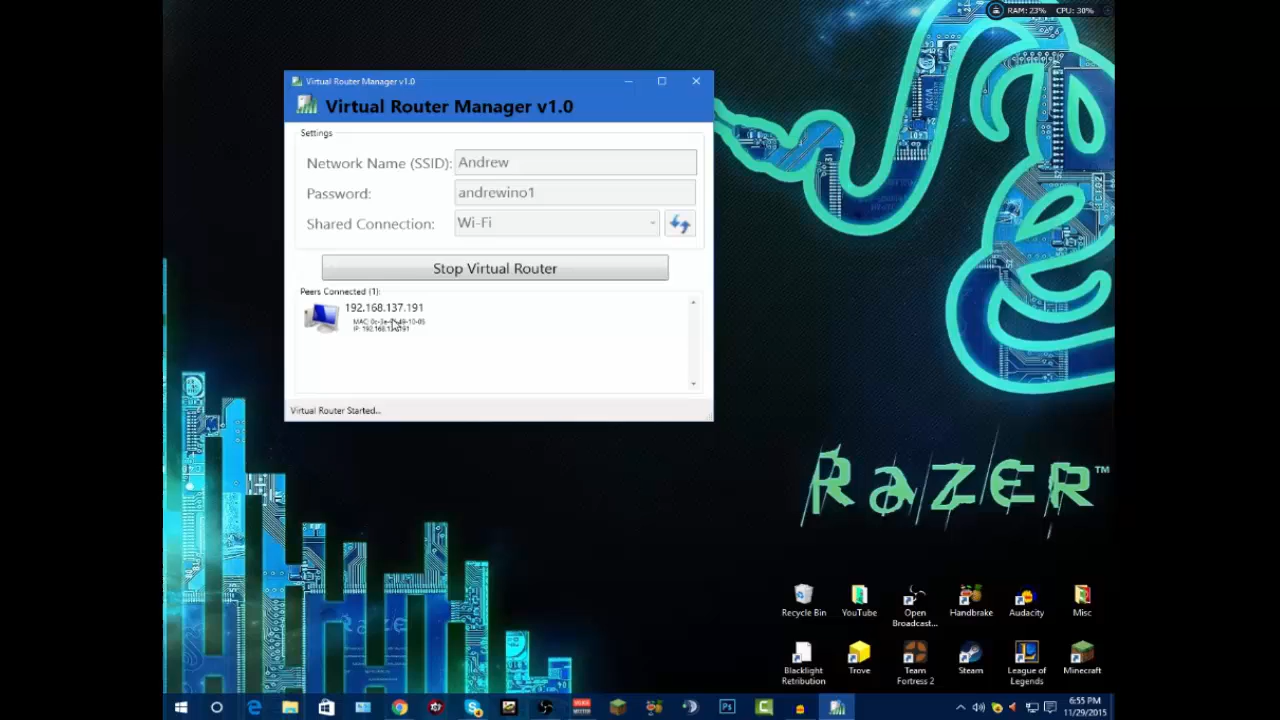 RAM: 23% CPU: 30%
Virtual Router Manager v1.0
Virtual Router Manager v1.0
Settings
Network Name (SSID): Andrew
Password: andrewino1
Shared Connection: Wi-Fi
Stop Virtual Router
Peers Connected (1):
192.168.137.191
MAC:
IP:
Virtual Router Started...
RAZER™
Recycle Bin
YouTube
Open
Broadcast...
Handbrake
Audacity
Misc
Blacklight
Retribution
Trove
Team
Fortress 2
Steam
League of
Legends
Minecraft
6:55 PM
11/29/2015